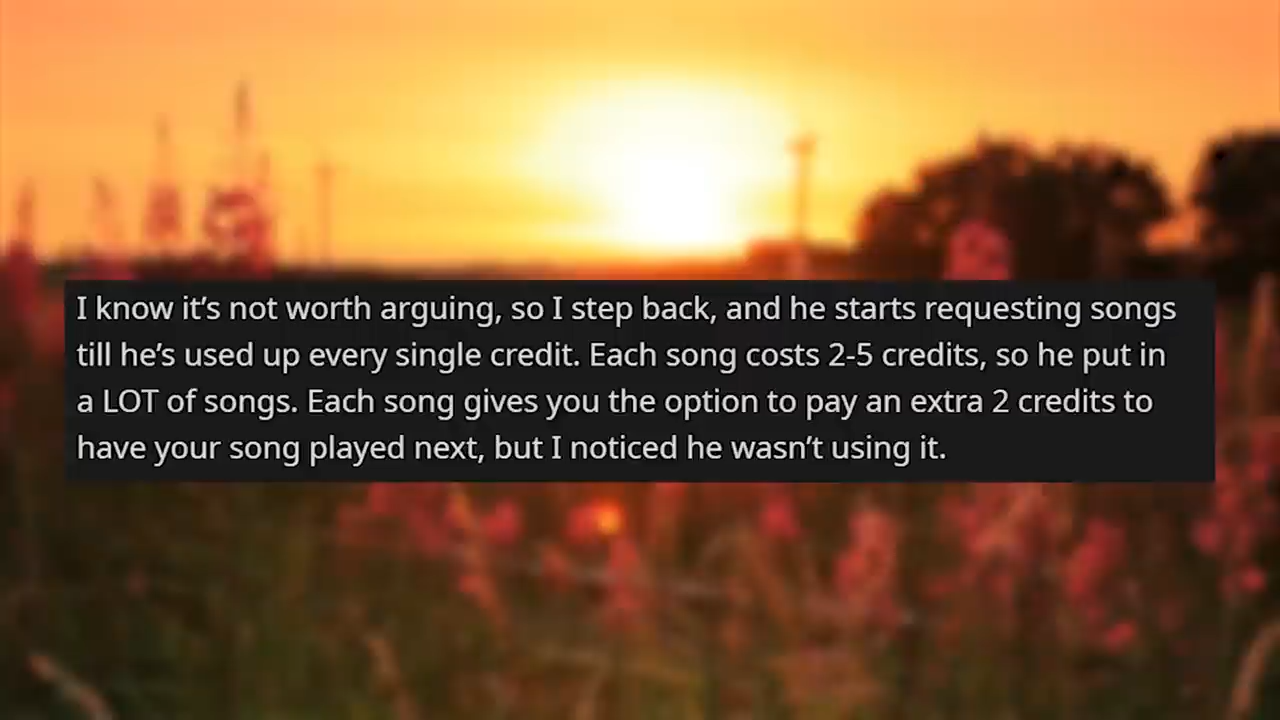 I know it’s not worth arguing, so I step back, and he starts requesting songs
till he’s used up every single credit. Each song costs 2-5 credits, so he put in
a LOT of songs. Each song gives you the option to pay an extra 2 credits to
have your song played next, but I noticed he wasn’t using it.